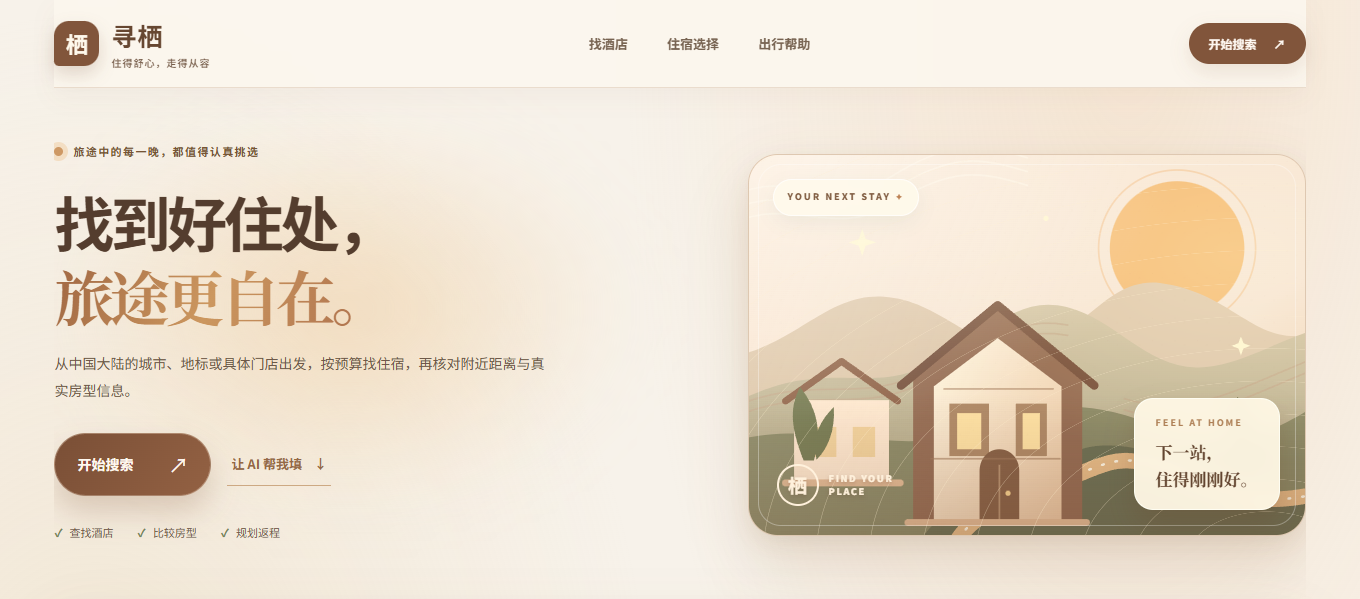 栖
寻栖
住得舒心，走得从容
找酒店
住宿选择
出行帮助
开始搜索 ↗
旅途中的每一晚，都值得认真挑选
找到好住处，
旅途更自在。
从中国大陆的城市、地标或具体门店出发，按预算找住宿，再核对附近距离与真
实房型信息。
开始搜索 ↗
让 AI 帮我填 ↓
✓ 查找酒店
✓ 比较房型
✓ 规划返程
YOUR NEXT STAY ✦
FEEL AT HOME
下一站，
住得刚刚好。
栖
FIND YOUR
PLACE